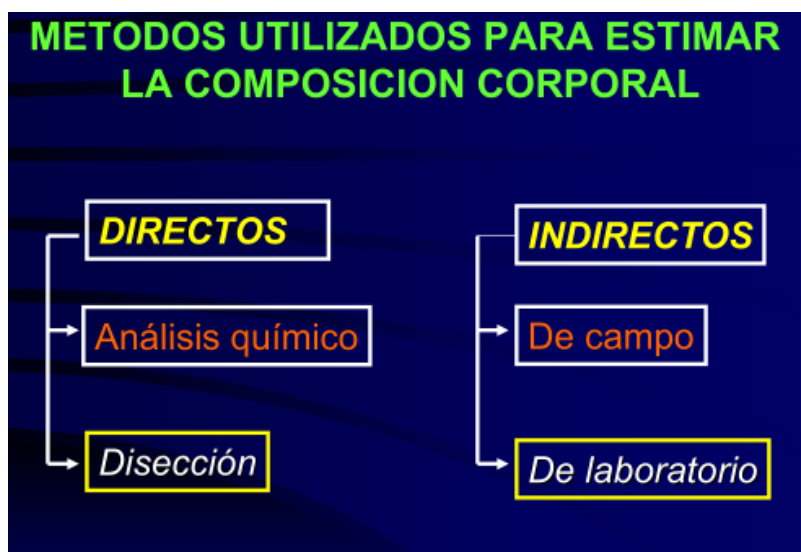 METODOS UTILIZADOS PARA ESTIMAR
LA COMPOSICION CORPORAL
DIRECTOS
Análisis químico
Disección
INDIRECTOS
De campo
De laboratorio